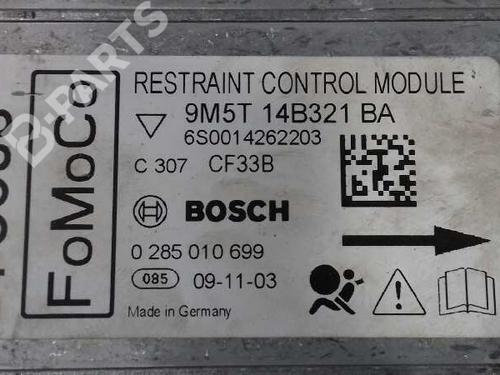 RESTRAINT CONTROL MODULE
9M5T 14B321 BA
6S0014262203
C 307 CF33B
BOSCH
0 285 010 699
085 09-11-03
Made in Germany
FoMoCo
B-PARTS